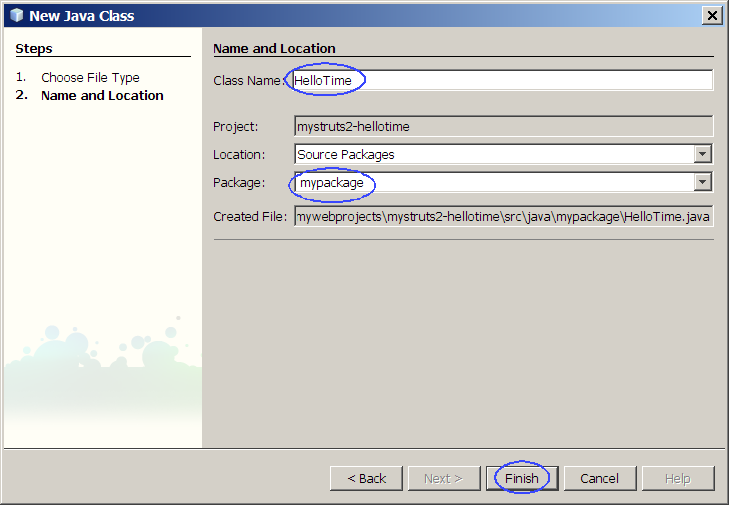 New Java Class
Steps
1. Choose File Type
2. Name and Location
Name and Location
Class Name: HelloTime
Project: mystruts2-hellotime
Location: Source Packages
Package: mypackage
Created File: mywebprojects\mystruts2-hellotime\src\java\mypackage\HelloTime.java
< Back Next > Finish Cancel Help